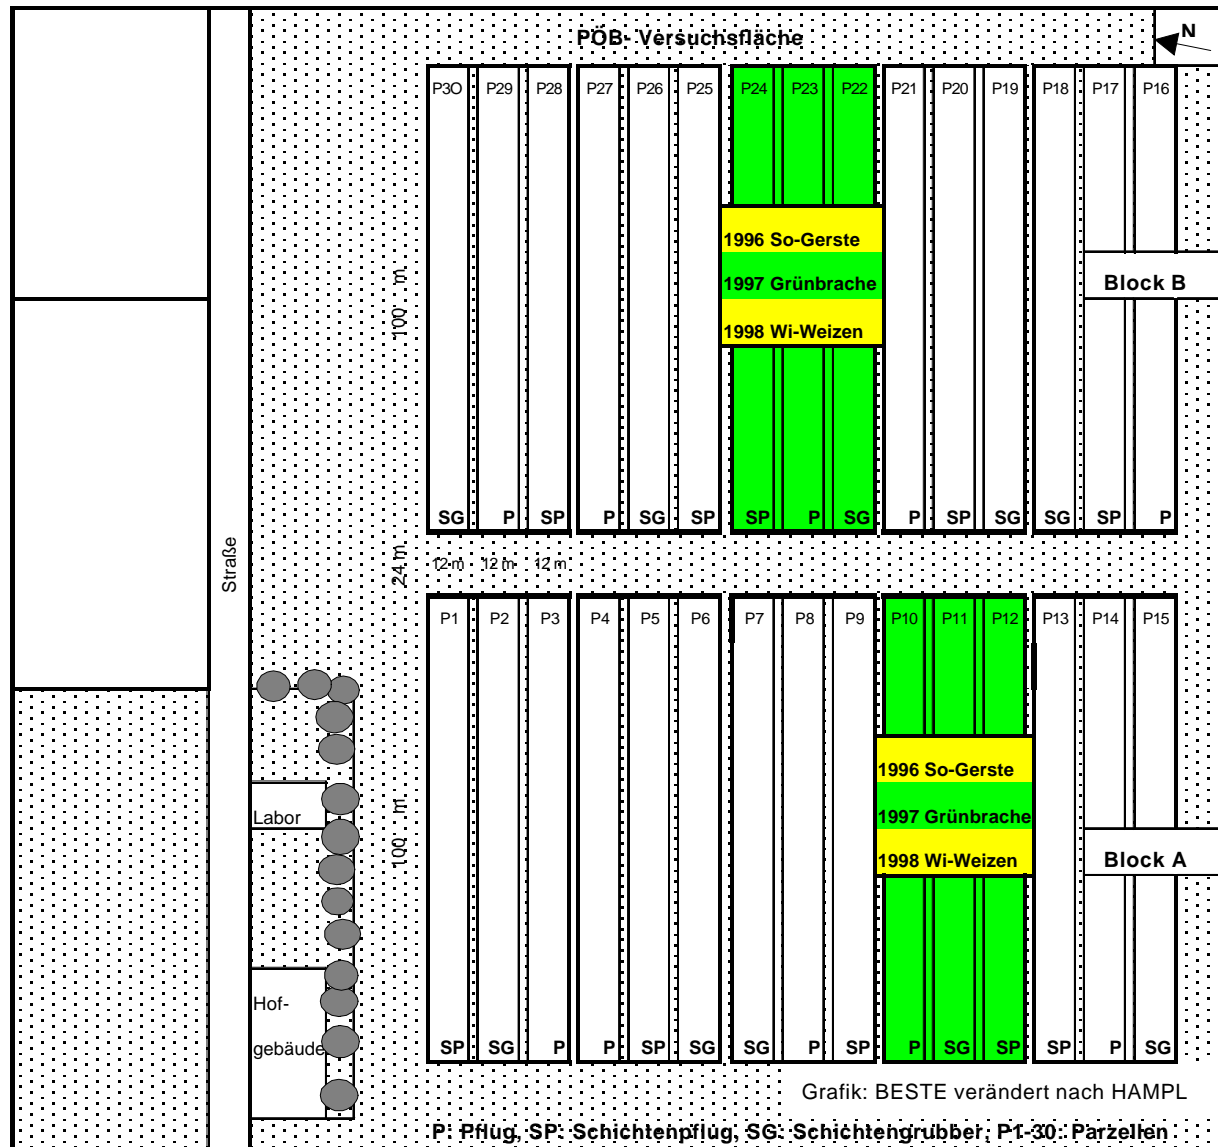 PÖB- Versuchsfläche
N
P3O P29 P28 P27 P26 P25 P24 P23 P22 P21 P20 P19 P18 P17 P16
1996 So-Gerste
1997 Grünbrache
1998 Wi-Weizen
Block B
100 m
SG P SP P SG SP SP P SG P SP SG SG SP P
Straße
24 m
12 m 12 m 12 m
P1 P2 P3 P4 P5 P6 P7 P8 P9 P10 P11 P12 P13 P14 P15
1996 So-Gerste
1997 Grünbrache
1998 Wi-Weizen
Block A
100 m
Labor
Hof-
gebäude
SP SG P P SP SG SG P SP P SG SP SP P SG
Grafik: BESTE verändert nach HAMPL
P: Pflug, SP: Schichtenpflug, SG: Schichtengrubber, P1-30: Parzellen